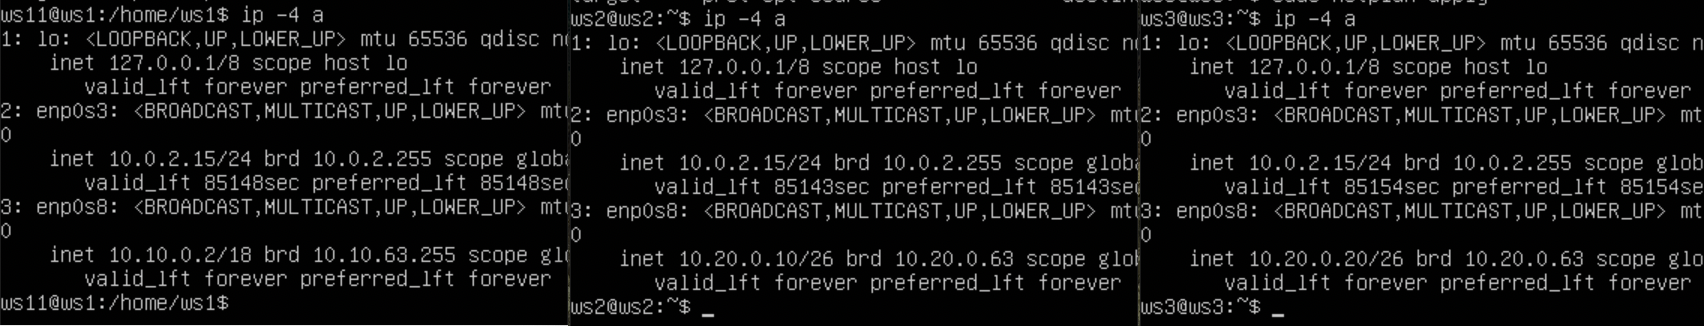 ws11@ws1:/home/ws1$ ip -4 a
1: lo: <LOOPBACK,UP,LOWER_UP> mtu 65536 qdisc n
inet 127.0.0.1/8 scope host lo
valid_lft forever preferred_lft forever
2: enp0s3: <BROADCAST,MULTICAST,UP,LOWER_UP> mt
0
inet 10.0.2.15/24 brd 10.0.2.255 scope glob
valid_lft 85148sec preferred_lft 85148se
3: enp0s8: <BROADCAST,MULTICAST,UP,LOWER_UP> mt
0
inet 10.10.0.2/18 brd 10.10.63.255 scope gl
valid_lft forever preferred_lft forever
ws11@ws1:/home/ws1$
ws2@ws2:~$ ip -4 a
1: lo: <LOOPBACK,UP,LOWER_UP> mtu 65536 qdisc n
inet 127.0.0.1/8 scope host lo
valid_lft forever preferred_lft forever
2: enp0s3: <BROADCAST,MULTICAST,UP,LOWER_UP> mt
0
inet 10.0.2.15/24 brd 10.0.2.255 scope glob
valid_lft 85143sec preferred_lft 85143se
3: enp0s8: <BROADCAST,MULTICAST,UP,LOWER_UP> mt
0
inet 10.20.0.10/26 brd 10.20.0.63 scope glo
valid_lft forever preferred_lft forever
ws2@ws2:~$ _
ws3@ws3:~$ ip -4 a
1: lo: <LOOPBACK,UP,LOWER_UP> mtu 65536 qdisc n
inet 127.0.0.1/8 scope host lo
valid_lft forever preferred_lft forever
2: enp0s3: <BROADCAST,MULTICAST,UP,LOWER_UP> mt
0
inet 10.0.2.15/24 brd 10.0.2.255 scope glob
valid_lft 85154sec preferred_lft 85154se
3: enp0s8: <BROADCAST,MULTICAST,UP,LOWER_UP> mt
0
inet 10.20.0.20/26 brd 10.20.0.63 scope glo
valid_lft forever preferred_lft forever
ws3@ws3:~$ _